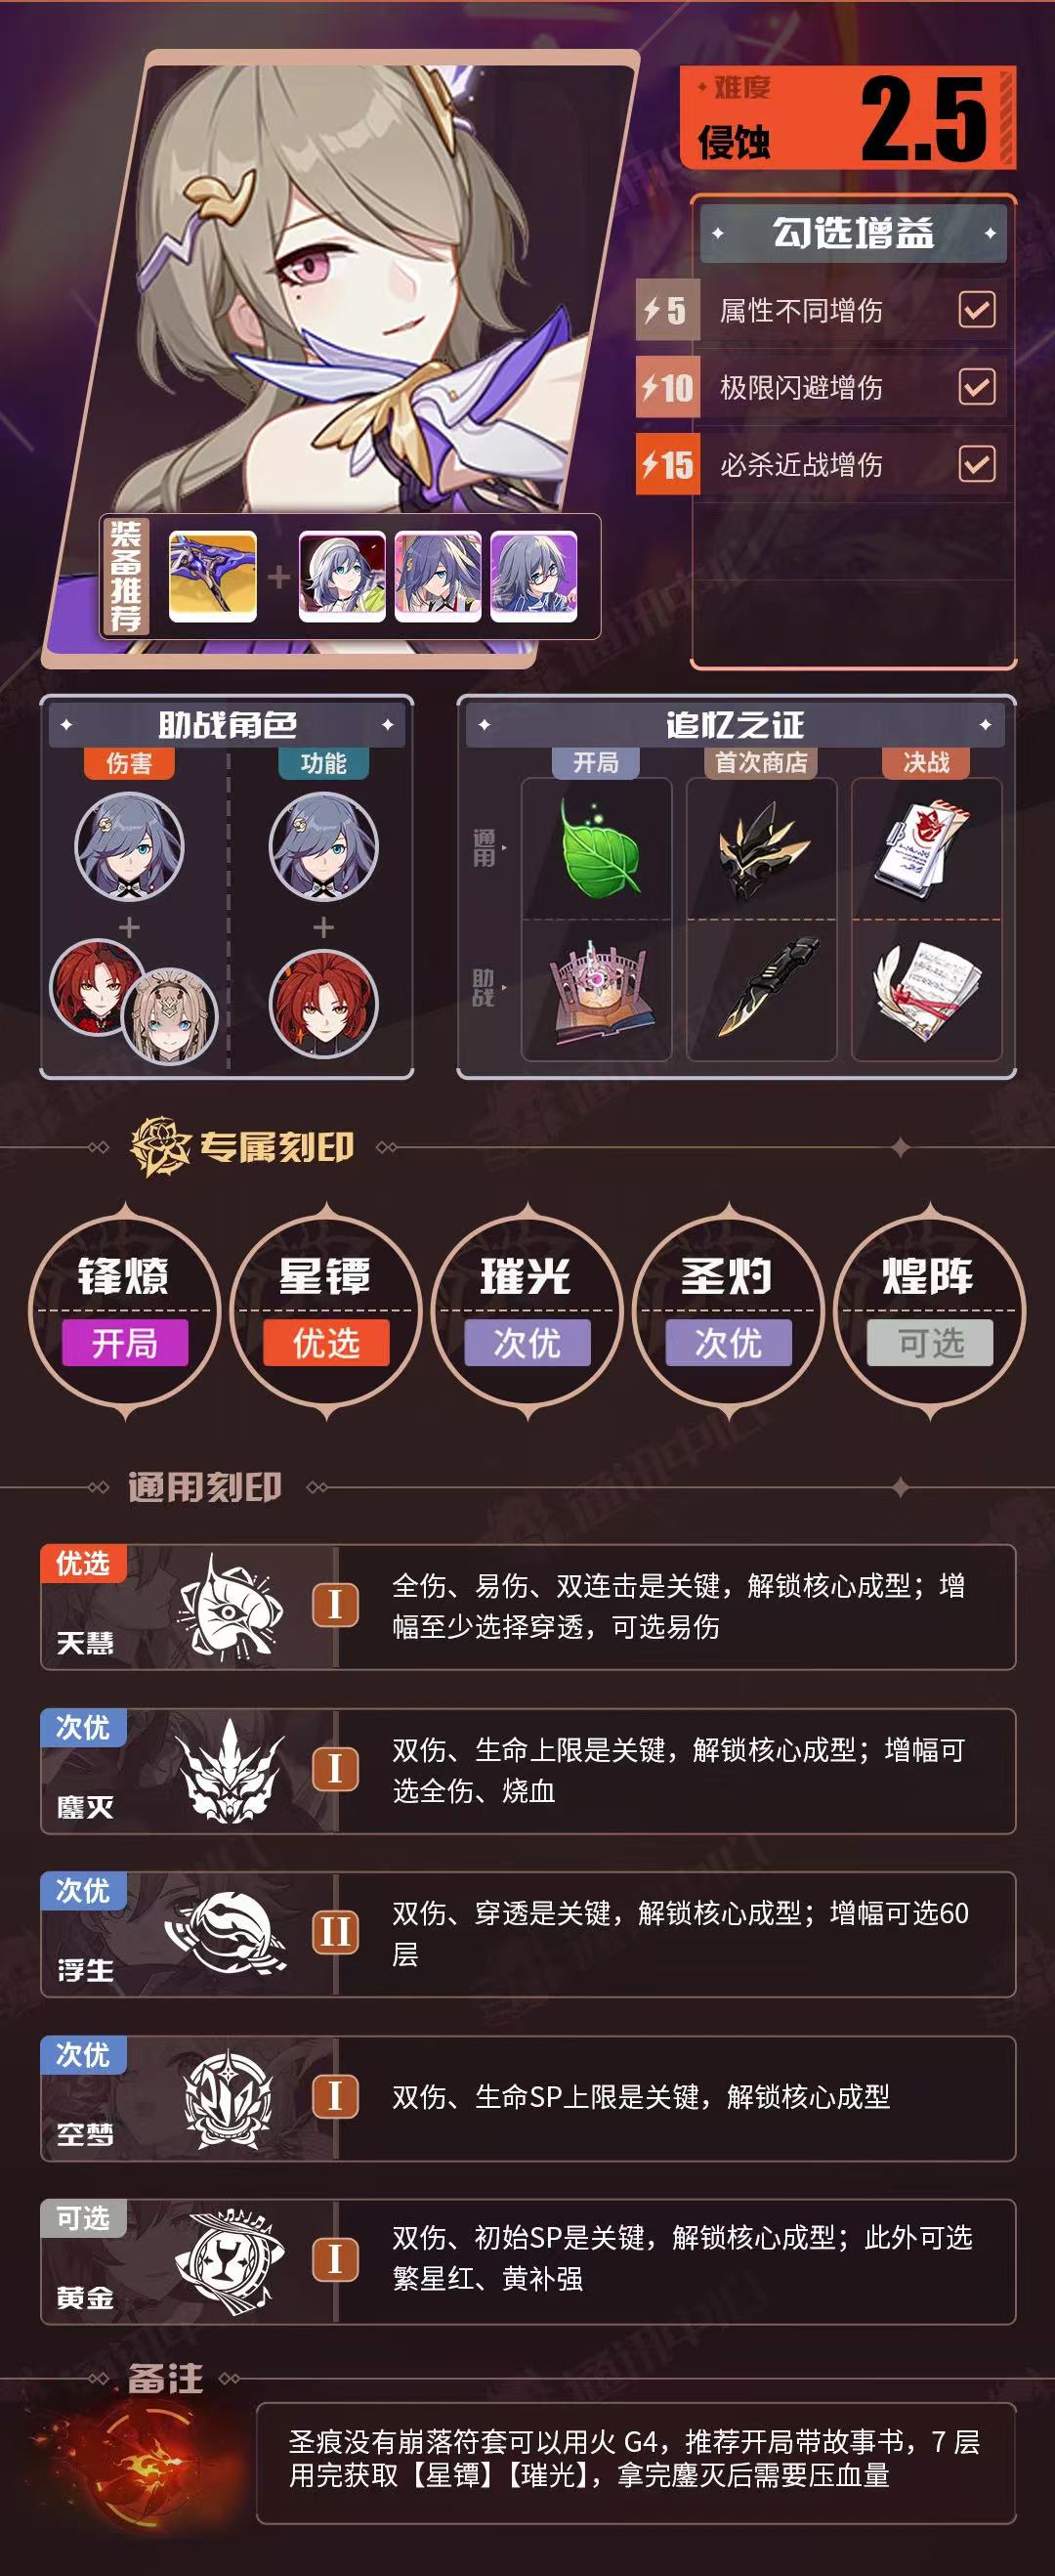 难度
侵蚀
2.5
勾选增益
5 属性不同增伤
10 极限闪避增伤
15 必杀近战增伤
装备推荐
助战角色
伤害
功能
追忆之证
开局
首次商店
决战
通用
助战
专属刻印
锋燎
开局
星镡
优选
璀光
次优
圣灼
次优
煌阵
可选
通用刻印
优选
天慧
I
全伤、易伤、双连击是关键，解锁核心成型；增
幅至少选择穿透，可选易伤
次优
鏖灭
I
双伤、生命上限是关键，解锁核心成型；增幅可
选全伤、烧血
次优
浮生
II
双伤、穿透是关键，解锁核心成型；增幅可选60
层
次优
空梦
I
双伤、生命SP上限是关键，解锁核心成型
可选
黄金
I
双伤、初始SP是关键，解锁核心成型；此外可选
繁星红、黄补强
备注
圣痕没有崩落符套可以用火 G4，推荐开局带故事书，7 层
用完获取【星镡】【璀光】，拿完鏖灭后需要压血量